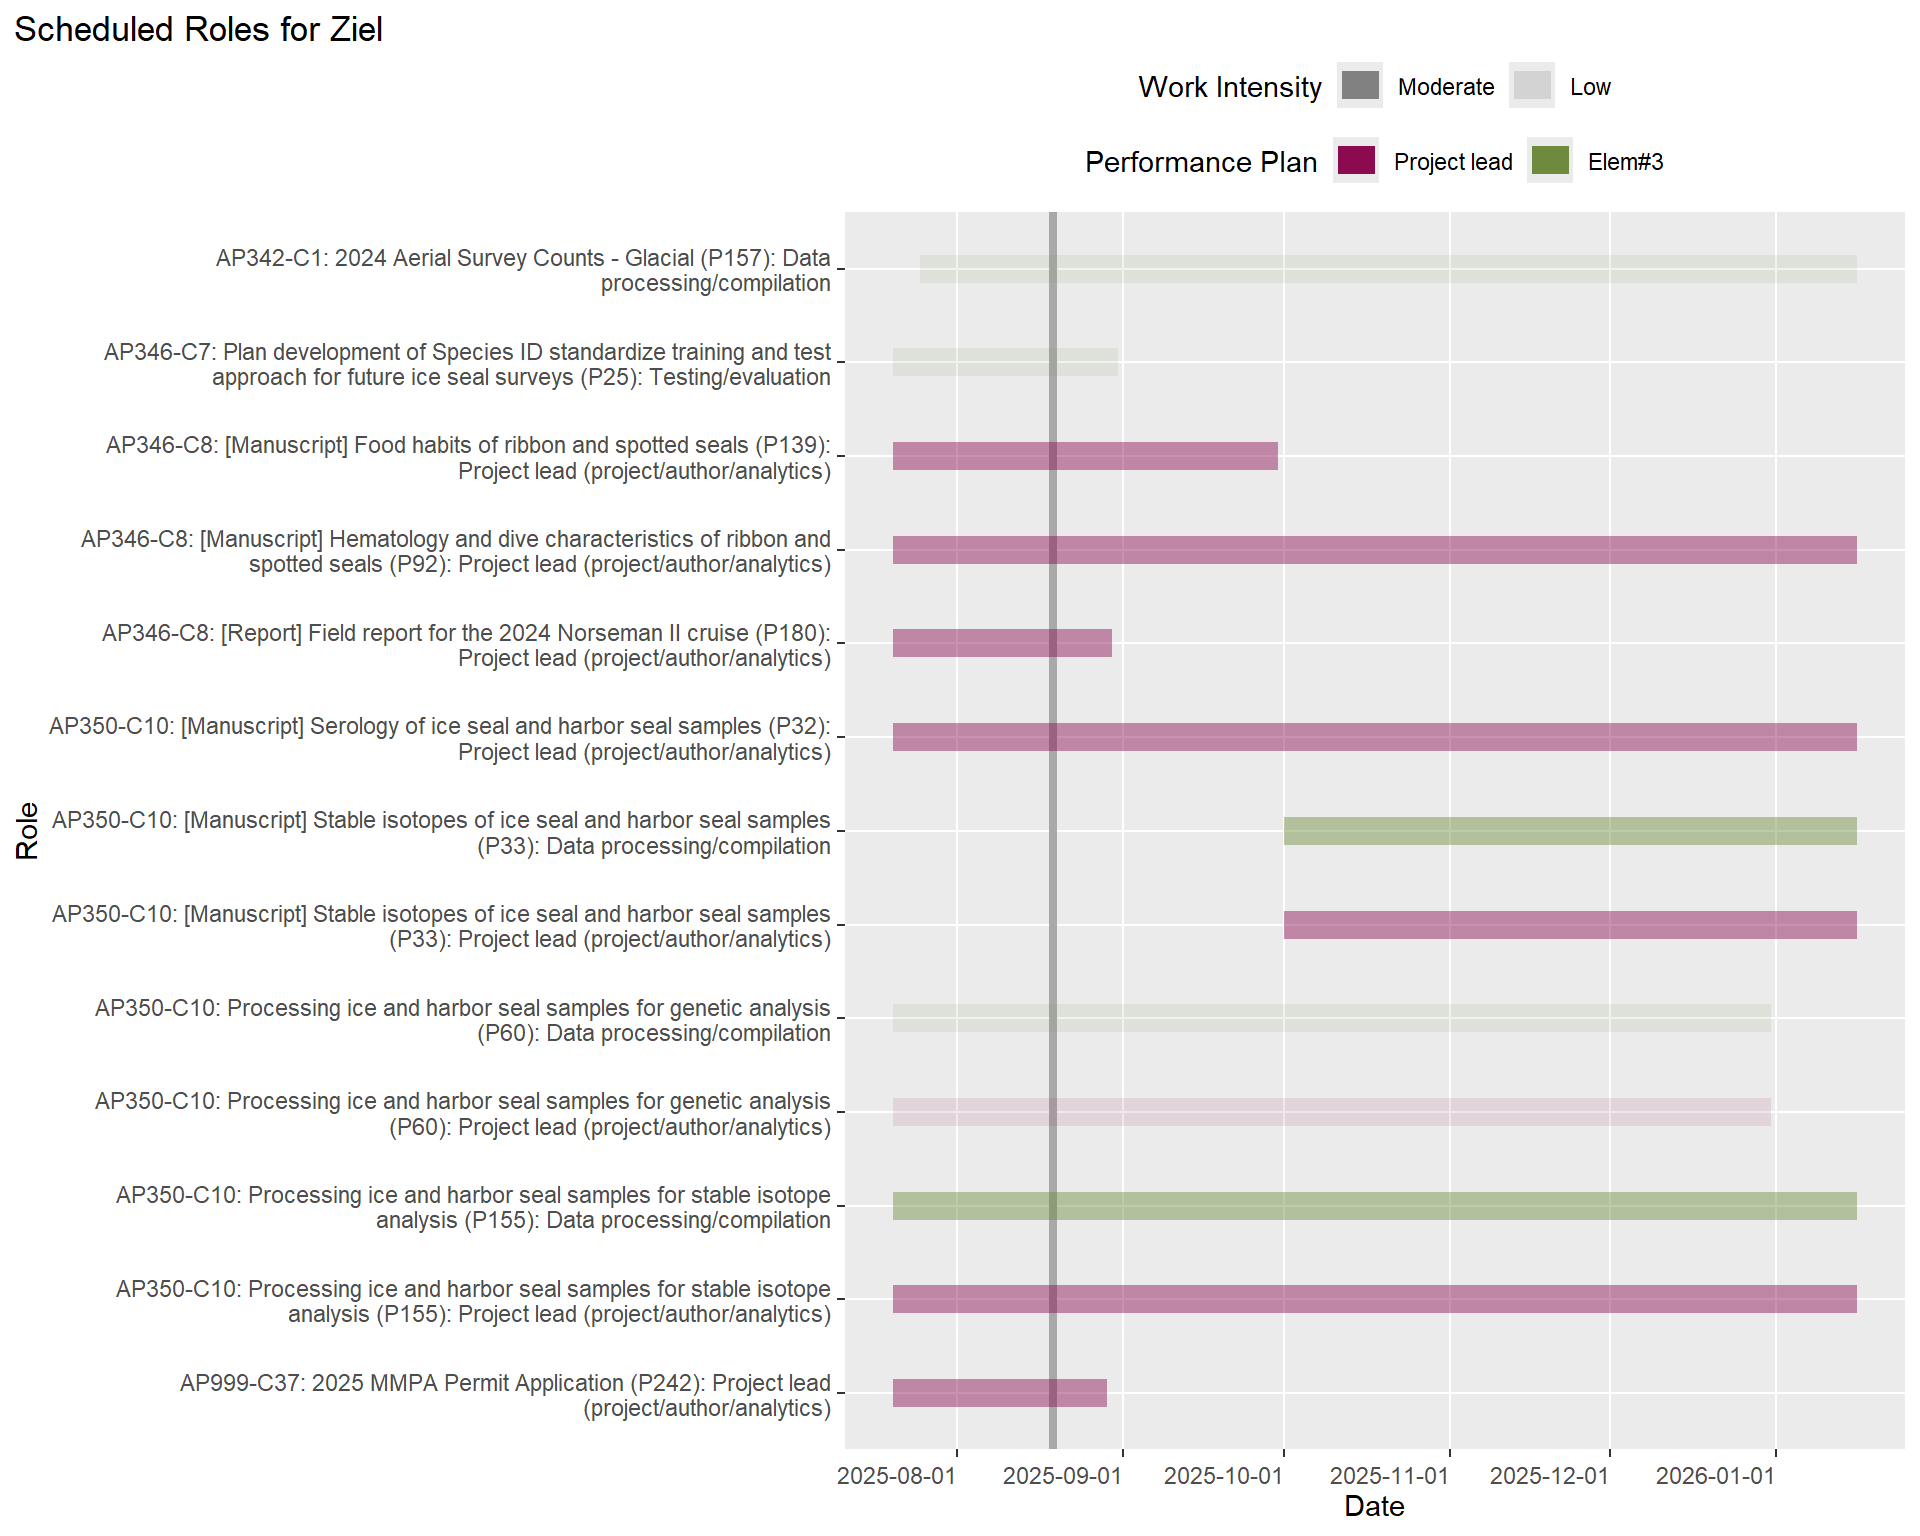 Scheduled Roles for Ziel
Work Intensity Moderate Low
Performance Plan Project lead Elem#3
AP342-C1: 2024 Aerial Survey Counts - Glacial (P157): Data
processing/compilation
AP346-C7: Plan development of Species ID standardize training and test
approach for future ice seal surveys (P25): Testing/evaluation
AP346-C8: [Manuscript] Food habits of ribbon and spotted seals (P139):
Project lead (project/author/analytics)
AP346-C8: [Manuscript] Hematology and dive characteristics of ribbon and
spotted seals (P92): Project lead (project/author/analytics)
AP346-C8: [Report] Field report for the 2024 Norseman II cruise (P180):
Project lead (project/author/analytics)
AP350-C10: [Manuscript] Serology of ice seal and harbor seal samples (P32):
Project lead (project/author/analytics)
AP350-C10: [Manuscript] Stable isotopes of ice seal and harbor seal samples
(P33): Data processing/compilation
AP350-C10: [Manuscript] Stable isotopes of ice seal and harbor seal samples
(P33): Project lead (project/author/analytics)
AP350-C10: Processing ice and harbor seal samples for genetic analysis
(P60): Data processing/compilation
AP350-C10: Processing ice and harbor seal samples for genetic analysis
(P60): Project lead (project/author/analytics)
AP350-C10: Processing ice and harbor seal samples for stable isotope
analysis (P155): Data processing/compilation
AP350-C10: Processing ice and harbor seal samples for stable isotope
analysis (P155): Project lead (project/author/analytics)
AP999-C37: 2025 MMPA Permit Application (P242): Project lead
(project/author/analytics)
Role
2025-08-01 2025-09-01 2025-10-01 2025-11-01 2025-12-01 2026-01-01
Date